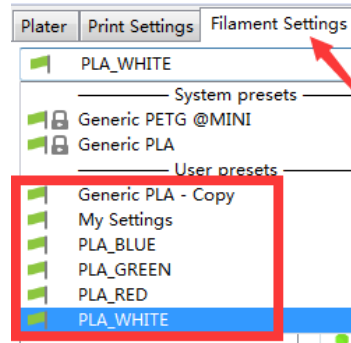 Plater Print Settings Filament Settings
PLA_WHITE
System presets
Generic PETG @MINI
Generic PLA
User presets
Generic PLA - Copy
My Settings
PLA_BLUE
PLA_GREEN
PLA_RED
PLA_WHITE